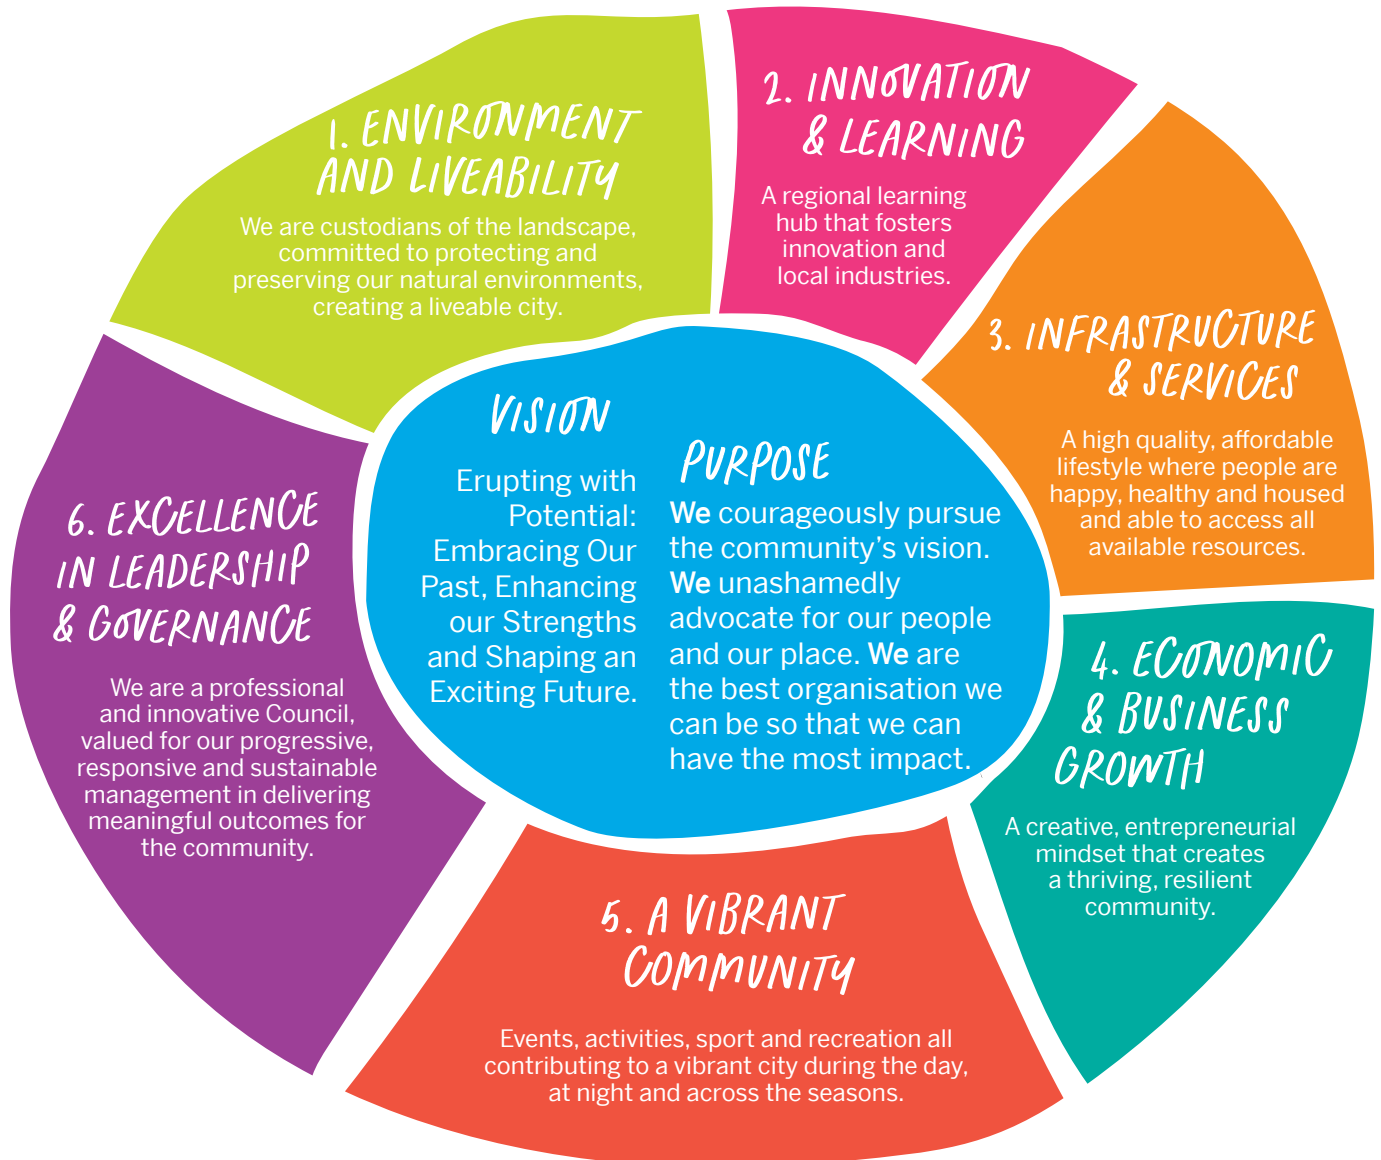 1. ENVIRONMENT
AND LIVEABILITY
We are custodians of the landscape,
committed to protecting and
preserving our natural environments,
creating a liveable city.
2. INNOVATION
& LEARNING
A regional learning
hub that fosters
innovation and
local industries.
3. INFRASTRUCTURE
& SERVICES
A high quality, affordable
lifestyle where people are
happy, healthy and housed
and able to access all
available resources.
4. ECONOMIC
& BUSINESS
GROWTH
A creative, entrepreneurial
mindset that creates
a thriving, resilient
community.
5. A VIBRANT
COMMUNITY
Events, activities, sport and recreation all
contributing to a vibrant city during the day,
at night and across the seasons.
6. EXCELLENCE
IN LEADERSHIP
& GOVERNANCE
We are a professional
and innovative Council,
valued for our progressive,
responsive and sustainable
management in delivering
meaningful outcomes for
the community.
VISION
Erupting with
Potential:
Embracing Our
Past, Enhancing
our Strengths
and Shaping an
Exciting Future.
PURPOSE
We courageously pursue
the community's vision.
We unashamedly
advocate for our people
and our place. We are
the best organisation we
can be so that we can
have the most impact.